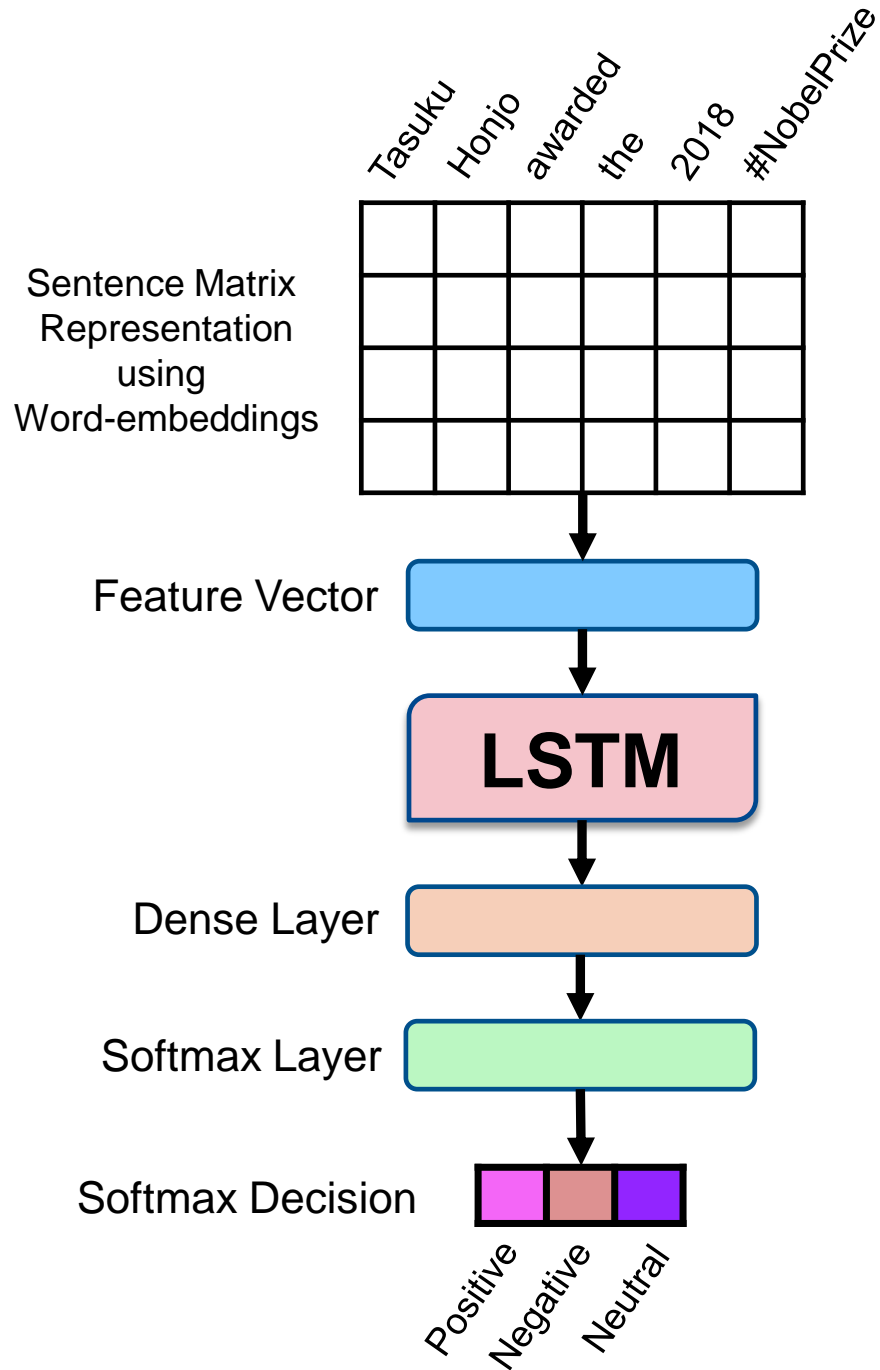 Tasuku
Honjo
awarded
the
2018
#NobelPrize
Sentence Matrix
Representation
using
Word-embeddings
Feature Vector
LSTM
Dense Layer
Softmax Layer
Softmax Decision
Positive
Negative
Neutral